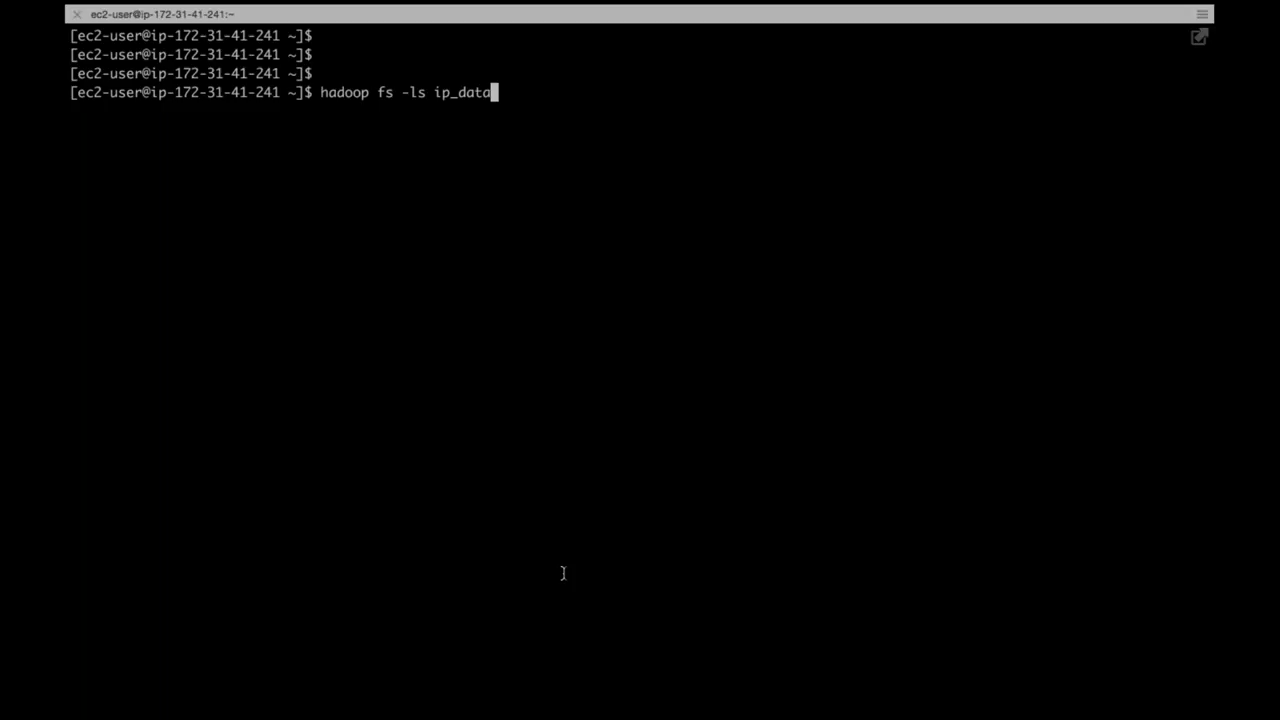 ec2-user@ip-172-31-41-241:~
[ec2-user@ip-172-31-41-241 ~]$
[ec2-user@ip-172-31-41-241 ~]$
[ec2-user@ip-172-31-41-241 ~]$
[ec2-user@ip-172-31-41-241 ~]$ hadoop fs -ls ip_data